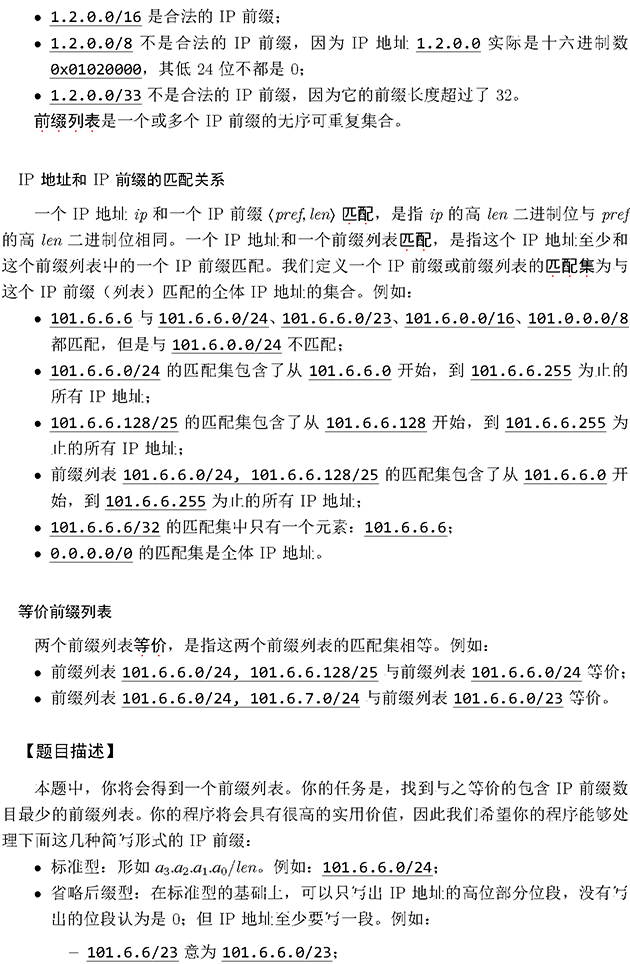 • 1.2.0.0/16 是合法的 IP 前缀；
• 1.2.0.0/8 不是合法的 IP 前缀，因为 IP 地址 1.2.0.0 实际是十六进制数
0x01020000，其低 24 位不都是 0；
• 1.2.0.0/33 不是合法的 IP 前缀，因为它的前缀长度超过了 32。
前缀列表是一个或多个 IP 前缀的无序可重复集合。
IP 地址和 IP 前缀的匹配关系
一个 IP 地址 ip 和一个 IP 前缀 ⟨pref, len⟩ 匹配，是指 ip 的高 len 二进制位与 pref
的高 len 二进制位相同。一个 IP 地址和一个前缀列表匹配，是指这个 IP 地址至少和
这个前缀列表中的一个 IP 前缀匹配。我们定义一个 IP 前缀或前缀列表的匹配集为与
这个 IP 前缀（列表）匹配的全体 IP 地址的集合。例如：
• 101.6.6.6 与 101.6.6.0/24、101.6.6.0/23、101.6.0.0/16、101.0.0.0/8
都匹配，但是与 101.6.0.0/24 不匹配；
• 101.6.6.0/24 的匹配集包含了从 101.6.6.0 开始，到 101.6.6.255 为止的
所有 IP 地址；
• 101.6.6.128/25 的匹配集包含了从 101.6.6.128 开始，到 101.6.6.255 为
止的所有 IP 地址；
• 前缀列表 101.6.6.0/24, 101.6.6.128/25 的匹配集包含了从 101.6.6.0 开
始，到 101.6.6.255 为止的所有 IP 地址；
• 101.6.6.6/32 的匹配集中只有一个元素：101.6.6.6；
• 0.0.0.0/0 的匹配集是全体 IP 地址。
等价前缀列表
两个前缀列表等价，是指这两个前缀列表的匹配集相等。例如：
• 前缀列表 101.6.6.0/24, 101.6.6.128/25 与前缀列表 101.6.6.0/24 等价；
• 前缀列表 101.6.6.0/24, 101.6.7.0/24 与前缀列表 101.6.6.0/23 等价。
【题目描述】
本题中，你将会得到一个前缀列表。你的任务是，找到与之等价的包含 IP 前缀数
目最少的前缀列表。你的程序将会具有很高的实用价值，因此我们希望你的程序能够处
理下面这几种简写形式的 IP 前缀：
• 标准型：形如 a₃.a₂.a₁.a₀/len。例如：101.6.6.0/24；
• 省略后缀型：在标准型的基础上，可以只写出 IP 地址的高位部分位段，没有写
出的位段认为是 0；但 IP 地址至少要写一段。例如：
– 101.6.6/23 意为 101.6.6.0/23；